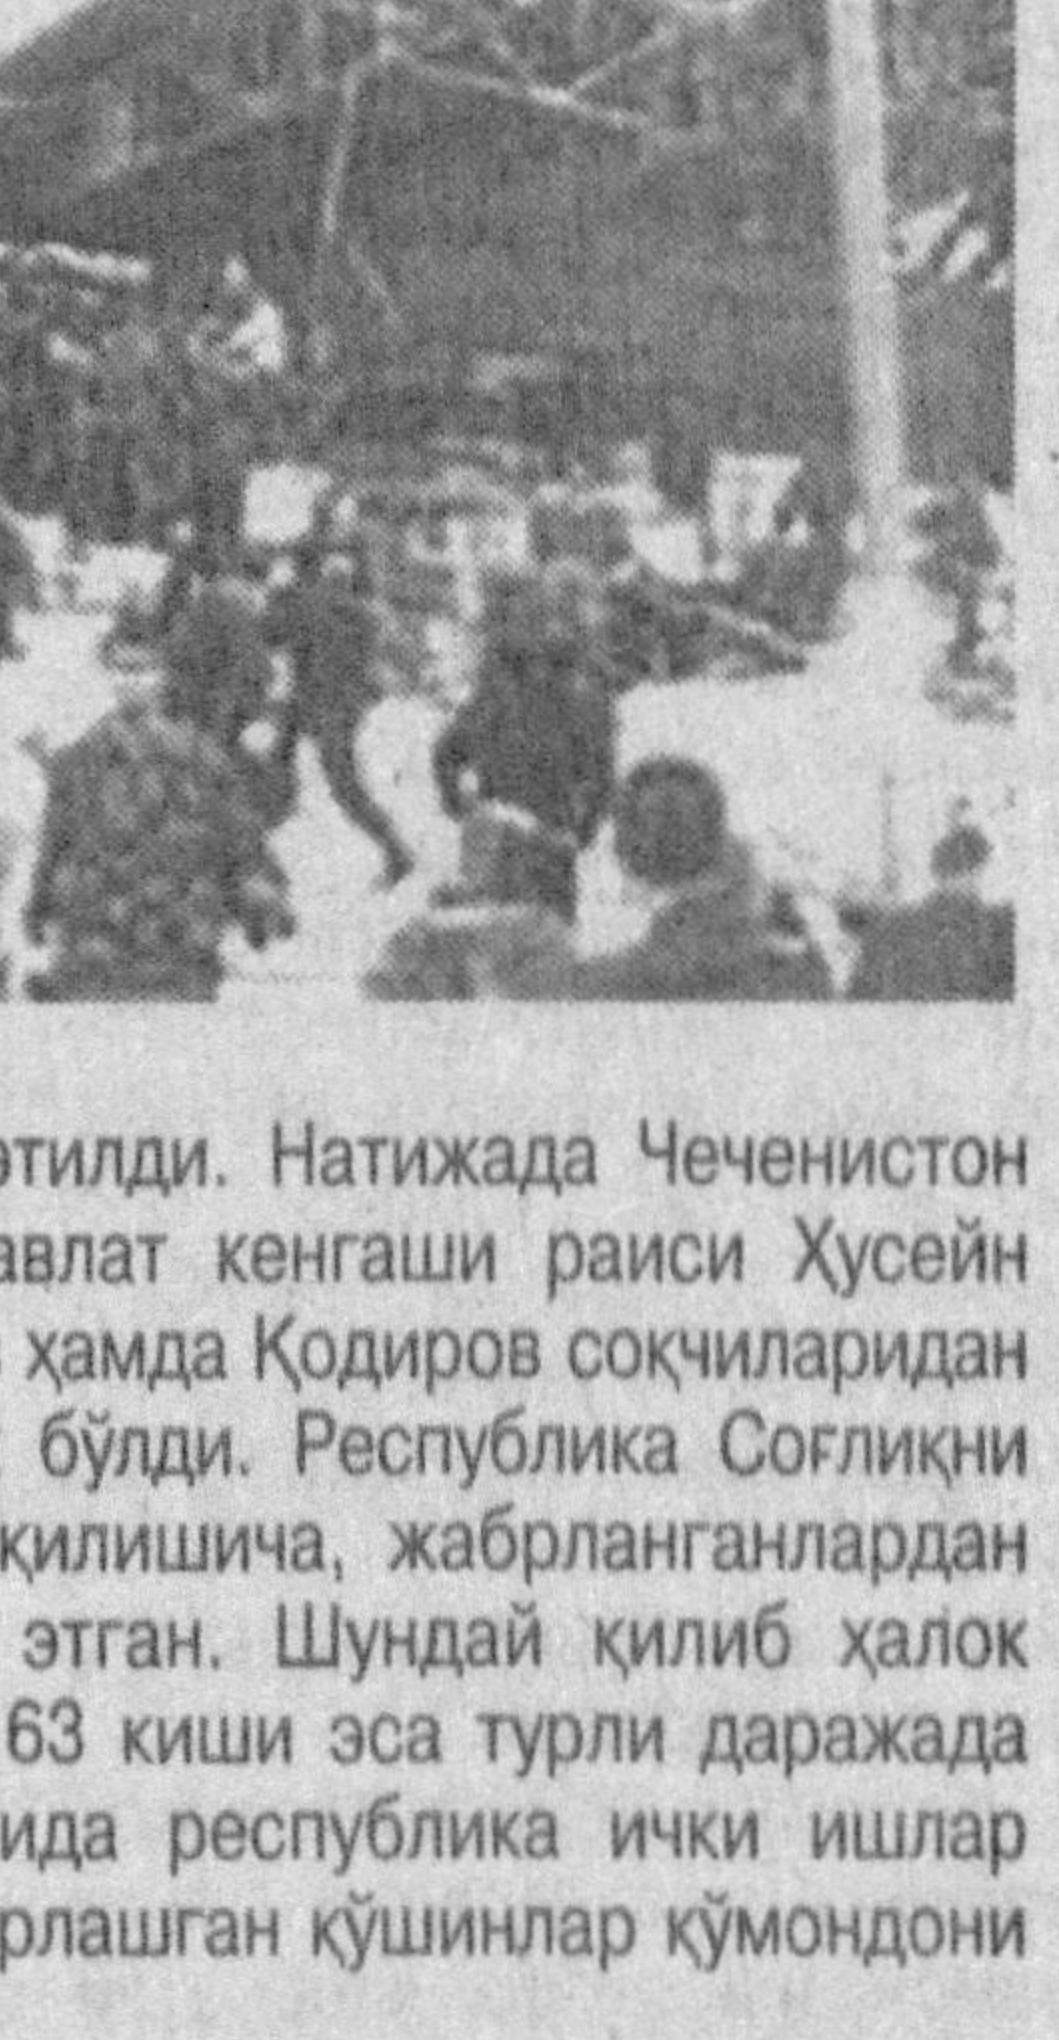 этилди. Натижада Чеченистон
авлат кенгаши раиси Ҳусейн
ҳамда Қодиров соқчиларидан
бўлди. Республика Соғлиқни
қилишича, жабрланганлардан
этган. Шундай қилиб ҳалок
63 киши эса турли даражада
ида республика ички ишлар
рлашган қўшинлар қўмондони